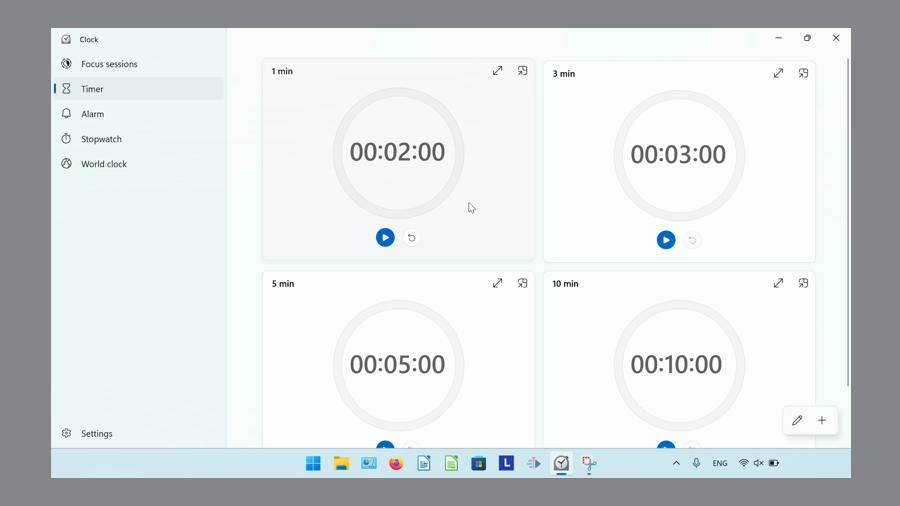 Clock
Focus sessions
Timer
Alarm
Stopwatch
World clock
Settings
1 min
00:02:00
3 min
00:03:00
5 min
00:05:00
10 min
00:10:00
L
ENG